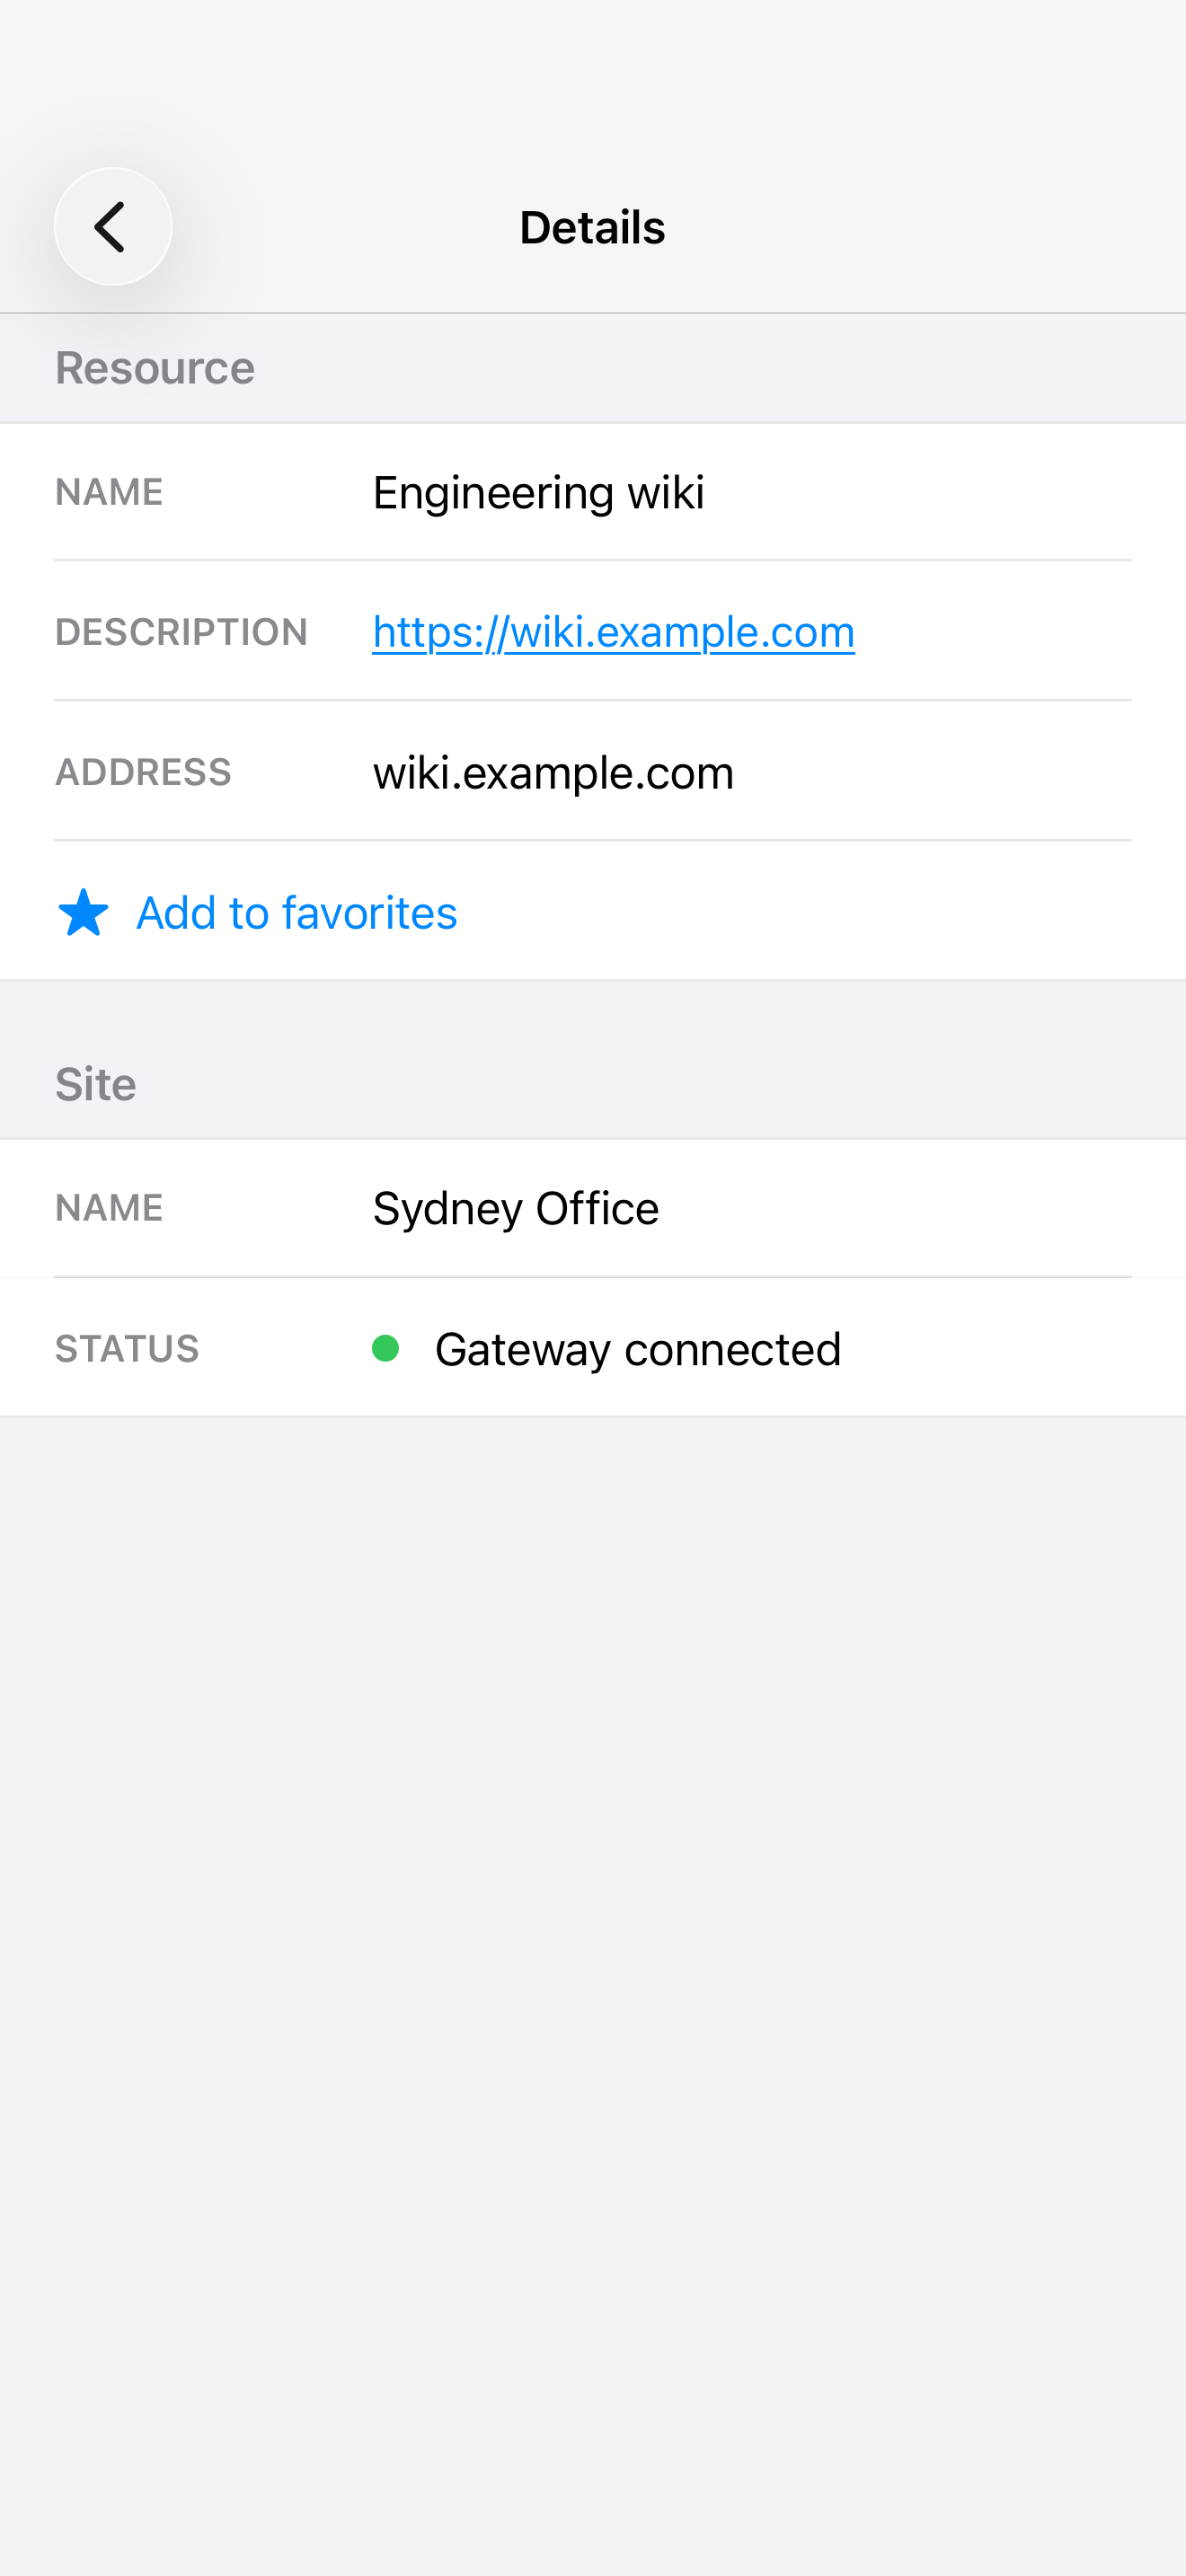 Details
Resource
NAME Engineering wiki
DESCRIPTION https://wiki.example.com
ADDRESS wiki.example.com
Add to favorites
Site
NAME Sydney Office
STATUS Gateway connected